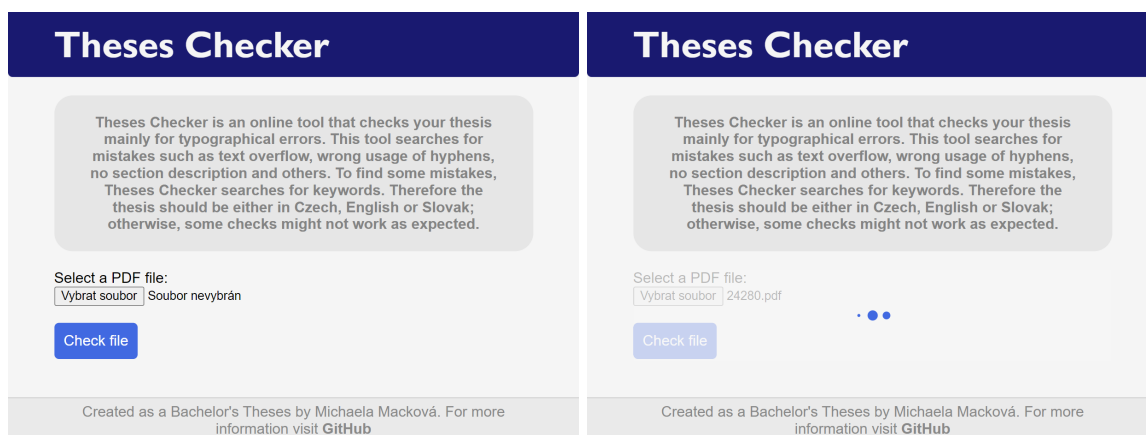 Theses Checker
Theses Checker is an online tool that checks your thesis
mainly for typographical errors. This tool searches for
mistakes such as text overflow, wrong usage of hyphens,
no section description and others. To find some mistakes,
Theses Checker searches for keywords. Therefore the
thesis should be either in Czech, English or Slovak;
otherwise, some checks might not work as expected.
Select a PDF file:
Vybrat soubor Soubor nevybrán
Check file
Created as a Bachelor's Theses by Michaela Macková. For more
information visit GitHub
Theses Checker
Theses Checker is an online tool that checks your thesis
mainly for typographical errors. This tool searches for
mistakes such as text overflow, wrong usage of hyphens,
no section description and others. To find some mistakes,
Theses Checker searches for keywords. Therefore the
thesis should be either in Czech, English or Slovak;
otherwise, some checks might not work as expected.
Select a PDF file:
Vybrat soubor 24280.pdf
Check file
Created as a Bachelor's Theses by Michaela Macková. For more
information visit GitHub